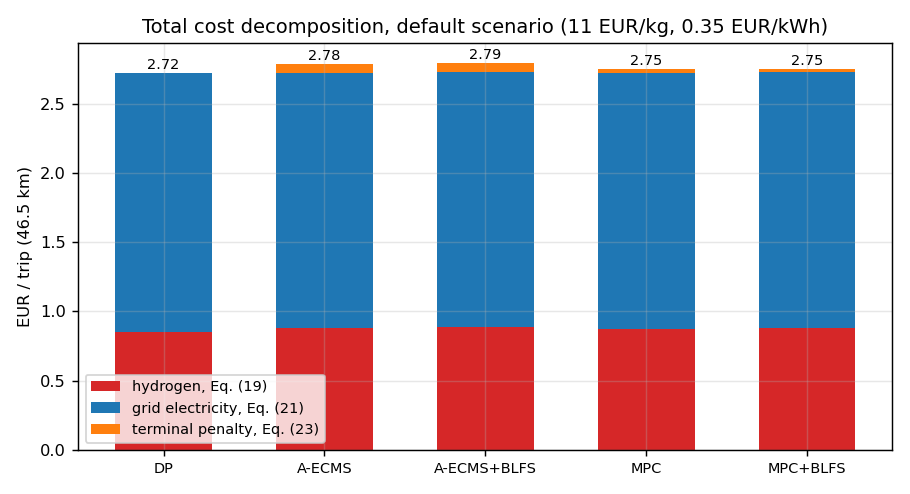 Total cost decomposition, default scenario (11 EUR/kg, 0.35 EUR/kWh)
2.72
2.78
2.79
2.75
2.75
EUR / trip (46.5 km)
2.5
2.0
1.5
1.0
0.5
0.0
hydrogen, Eq. (19)
grid electricity, Eq. (21)
terminal penalty, Eq. (23)
DP
A-ECMS
A-ECMS+BLFS
MPC
MPC+BLFS